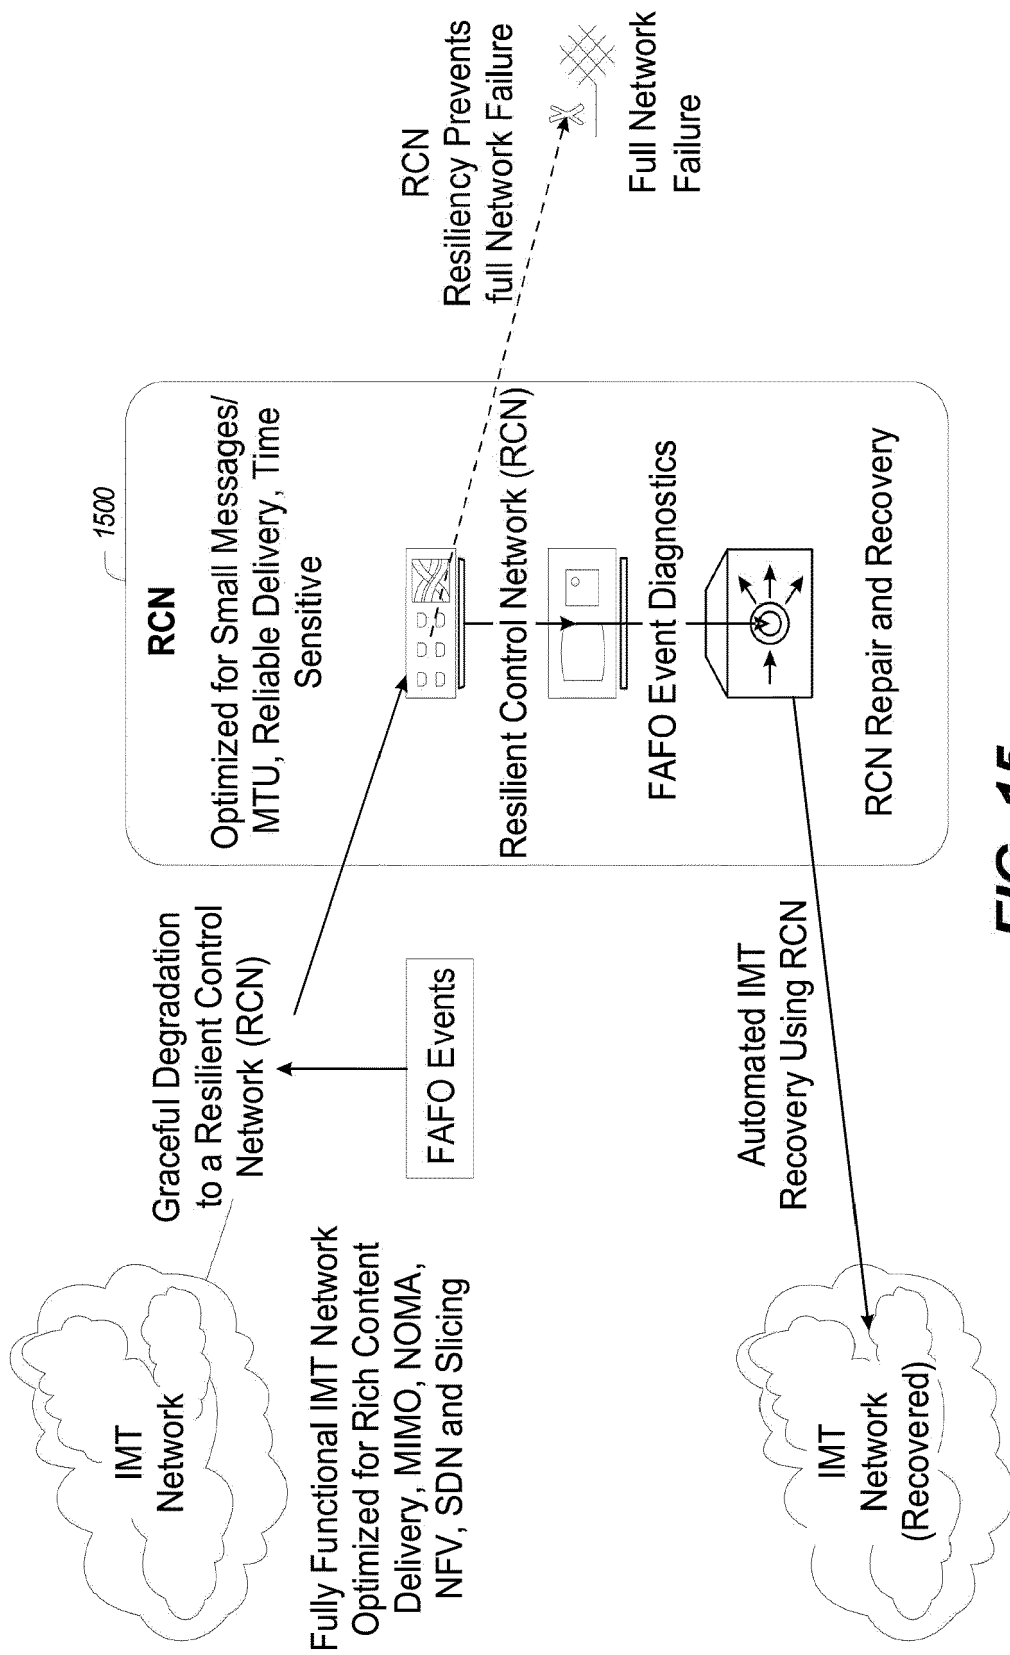 IMT
Network
Fully Functional IMT Network
Optimized for Rich Content
Delivery, MIMO, NOMA,
NFV, SDN and Slicing
Graceful Degradation
to a Resilient Control
Network (RCN)
FAFO Events
1500
RCN
Optimized for Small Messages/
MTU, Reliable Delivery, Time
Sensitive
Resilient Control Network (RCN)
FAFO Event Diagnostics
RCN Repair and Recovery
RCN
Resiliency Prevents
full Network Failure
Full Network
Failure
Automated IMT
Recovery Using RCN
IMT
Network
(Recovered)
FIG. 15